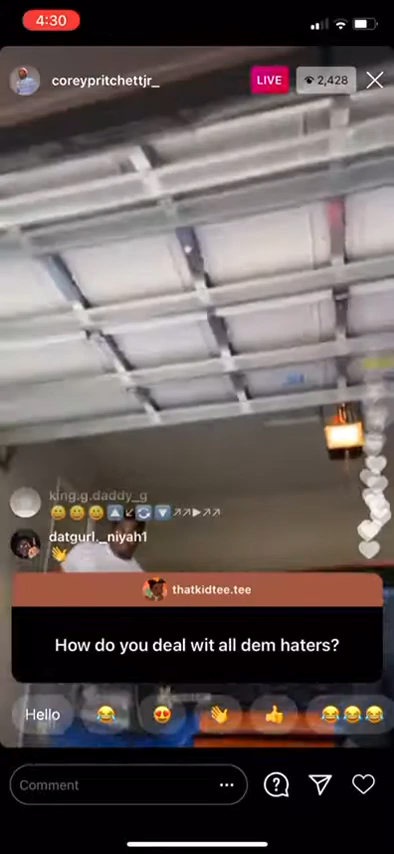 4:30
coreypritchettjr_
LIVE
2,428
king.g.daddy_g
😀😀😀🔼↙🔄🔽↗↗▶↗↗
datgurl._niyah1
👋
thatkidtee.tee
How do you deal wit all dem haters?
Hello 😂 😍 👋 👍 😂😂😂
Comment